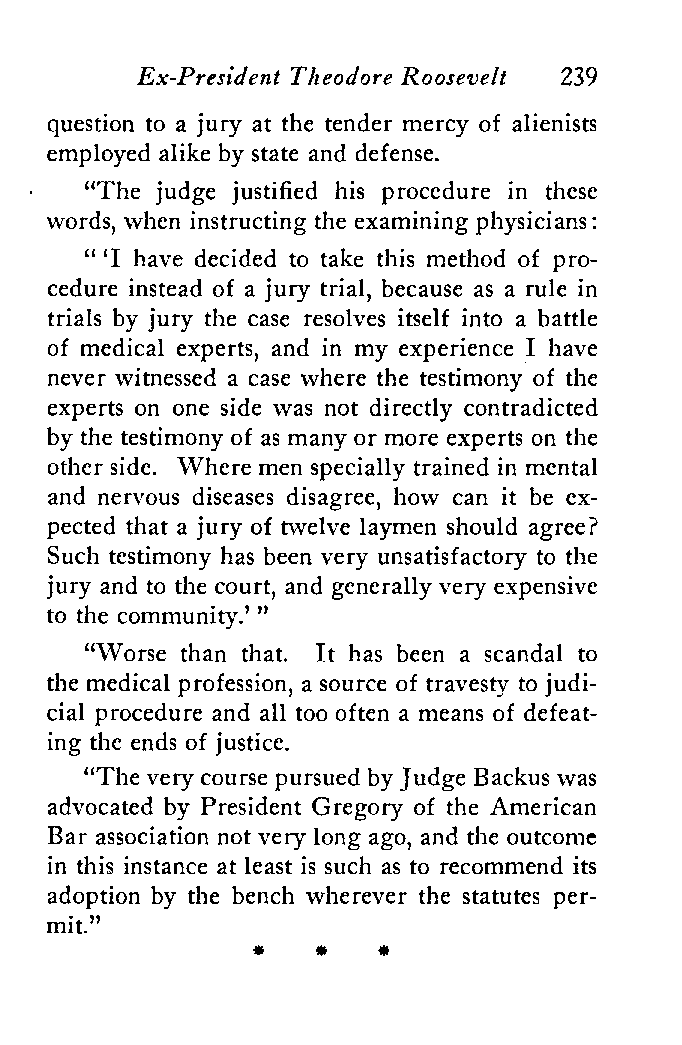 Ex-President Theodore Roosevelt 239
question to a jury at the tender mercy of alienists
employed alike by state and defense.
“The judge justified his procedure in these
words, when instructing the examining physicians:
“ ‘I have decided to take this method of pro-
cedure instead of a jury trial, because as a rule in
trials by jury the case resolves itself into a battle
of medical experts, and in my experience I have
never witnessed a case where the testimony of the
experts on one side was not directly contradicted
by the testimony of as many or more experts on the
other side. Where men specially trained in mental
and nervous diseases disagree, how can it be ex-
pected that a jury of twelve laymen should agree?
Such testimony has been very unsatisfactory to the
jury and to the court, and generally very expensive
to the community.’ ”
“Worse than that. It has been a scandal to
the medical profession, a source of travesty to judi-
cial procedure and all too often a means of defeat-
ing the ends of justice.
“The very course pursued by Judge Backus was
advocated by President Gregory of the American
Bar association not very long ago, and the outcome
in this instance at least is such as to recommend its
adoption by the bench wherever the statutes per-
mit.”
* * *